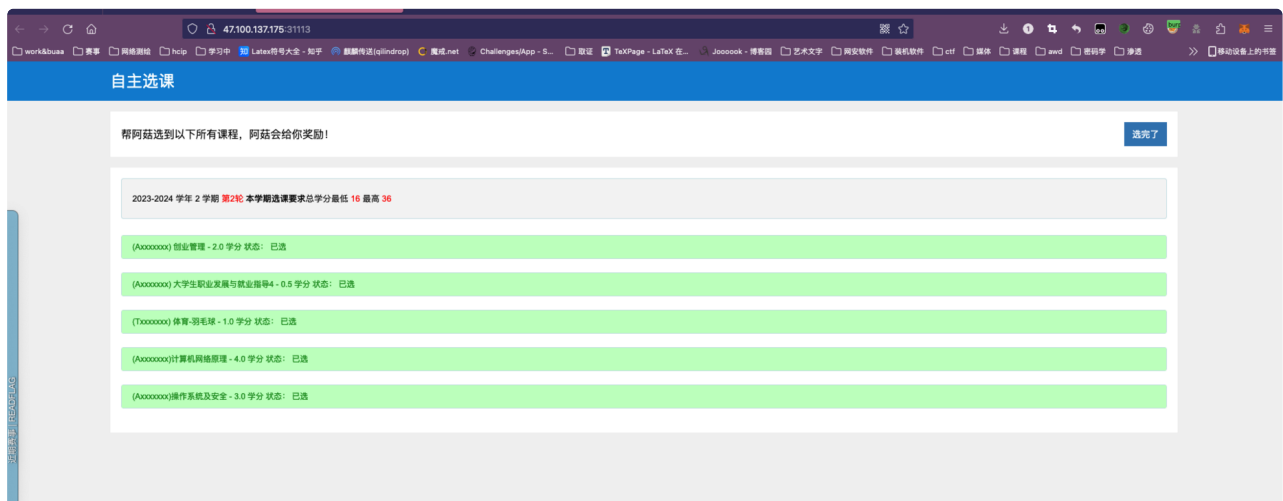 47.100.137.175:31113
work&buaa 赛事 网络测绘 hcip 学习中 Latex符号大全 - 知乎 麒麟传送(qilindrop) 魔戒.net Challenges/App - S... 取证 TeXPage - LaTeX 在... Joooook - 博客园 艺术文字 网安软件 装机软件 ctf 媒体 课程 awd 密码学 渗透 移动设备上的书签
自主选课
帮阿菇选到以下所有课程，阿菇会给你奖励！
选完了
2023-2024 学年 2 学期 第2轮 本学期选课要求总学分最低 16 最高 36
(Axxxxxxx) 创业管理 - 2.0 学分 状态： 已选
(Axxxxxxx) 大学生职业发展与就业指导4 - 0.5 学分 状态： 已选
(Txxxxxxx) 体育-羽毛球 - 1.0 学分 状态： 已选
(Axxxxxxx)计算机网络原理 - 4.0 学分 状态： 已选
(Axxxxxxx)操作系统及安全 - 3.0 学分 状态： 已选
READFLAG